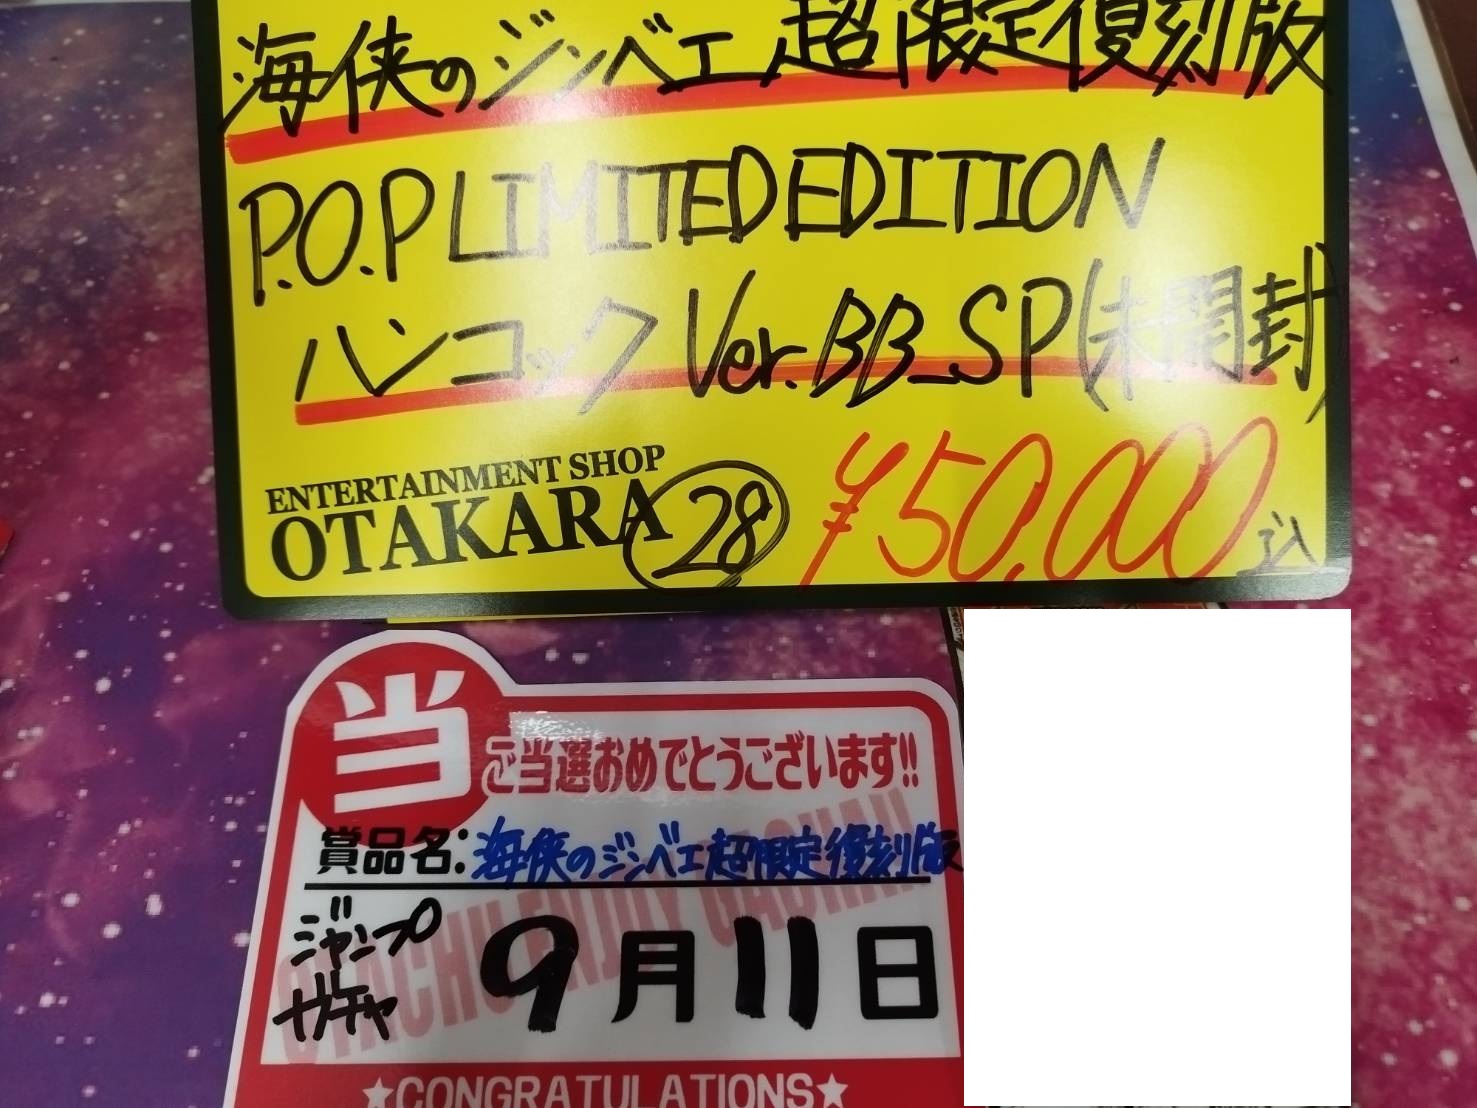 海侠のジンベエ 超限定復刻版
P.O.P LIMITED EDITION
ハンコック Ver.BB_SP(未開封)
ENTERTAINMENT SHOP
OTAKARA 28 ¥50,000 込
当 ご当選おめでとうございます!!
賞品名: 海侠のジンベエ超限定復刻版
ジャンプ
ガチャ
9月11日
OTACHU ENJOY GACHA!!
★CONGRATULATIONS★